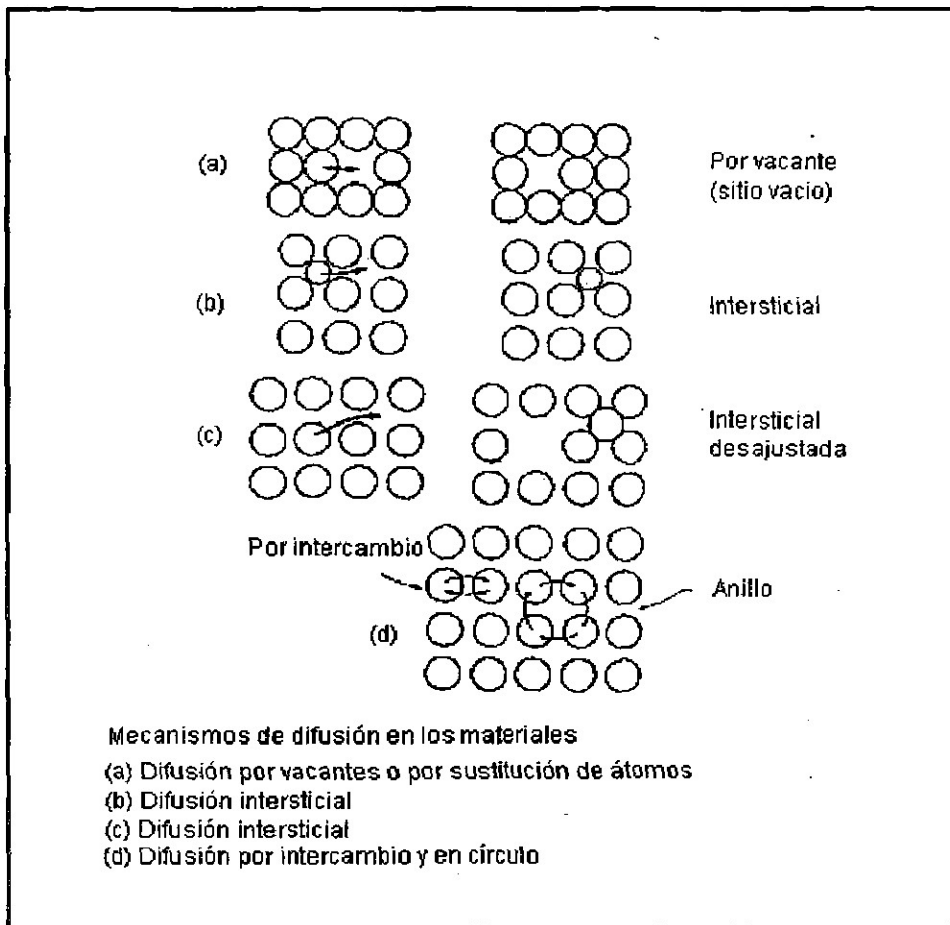 (a)
Por vacante
(sitio vacio)
(b)
Intersticial
(c)
Intersticial
desajustada
Por intercambio
Anillo
(d)
Mecanismos de difusión en los materiales
(a) Difusión por vacantes o por sustitución de átomos
(b) Difusión intersticial
(c) Difusión intersticial
(d) Difusión por intercambio y en círculo